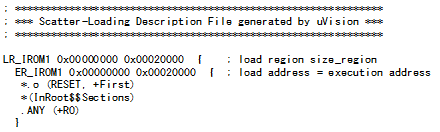 ; *************************************************************
; *** Scatter-Loading Description File generated by uVision ***
; *************************************************************
LR_IROM1 0x00000000 0x00020000 { ; load region size_region
ER_IROM1 0x00000000 0x00020000 { ; load address = execution address
*.o (RESET, +First)
*(InRoot$$Sections)
.ANY (+RO)
}